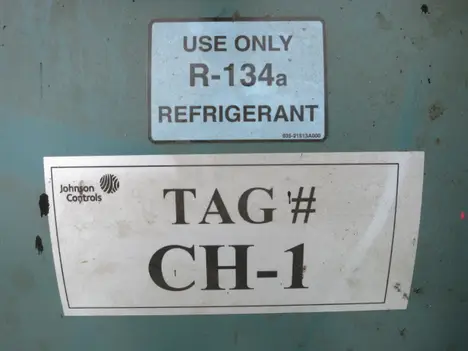 USE ONLY
R-134a
REFRIGERANT
Johnson
Controls
TAG #
CH-1